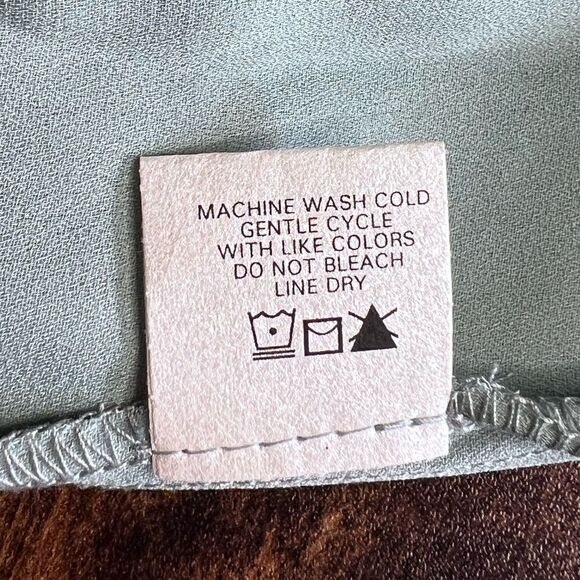 MACHINE WASH COLD
GENTLE CYCLE
WITH LIKE COLORS
DO NOT BLEACH
LINE DRY